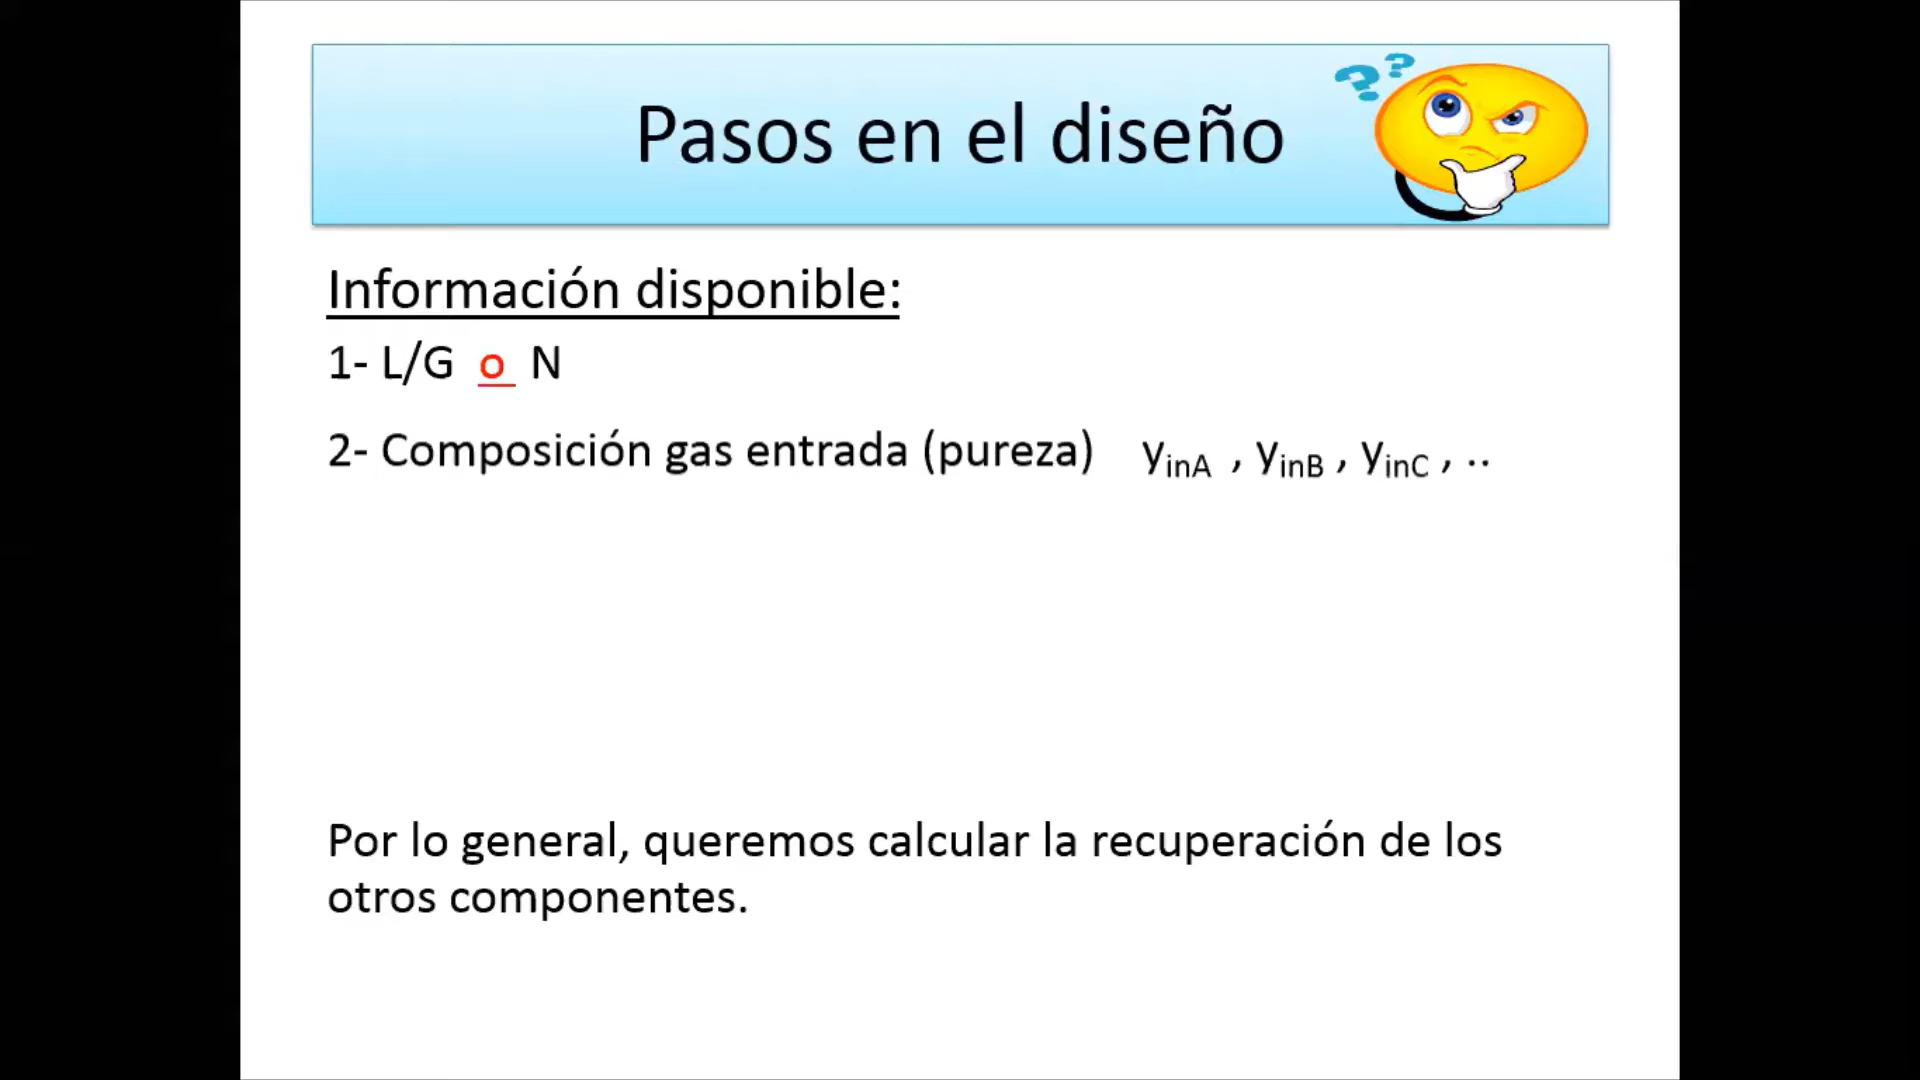 ? ?
Pasos en el diseño
Información disponible:
1- L/G o N
2- Composición gas entrada (pureza) yinA , yinB , yinC , ..
Por lo general, queremos calcular la recuperación de los
otros componentes.